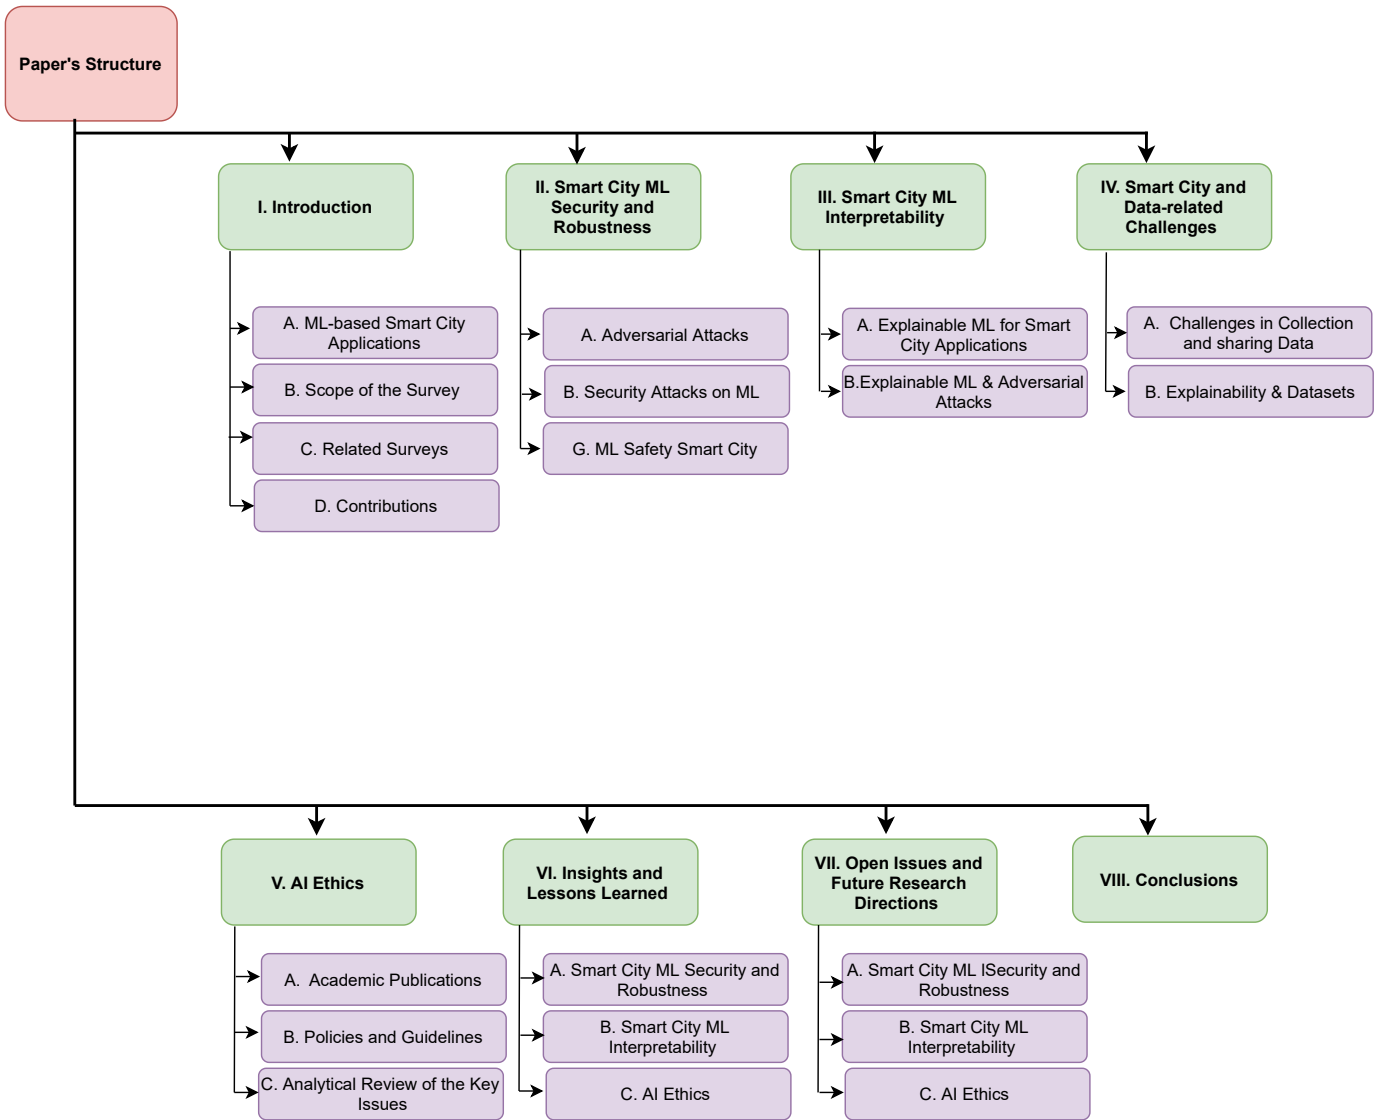 Paper's Structure
I. Introduction
II. Smart City ML
Security and
Robustness
III. Smart City ML
Interpretability
IV. Smart City and
Data-related
Challenges
A. ML-based Smart City
Applications
B. Scope of the Survey
C. Related Surveys
D. Contributions
A. Adversarial Attacks
B. Security Attacks on ML
G. ML Safety Smart City
A. Explainable ML for Smart
City Applications
B.Explainable ML & Adversarial
Attacks
A.  Challenges in Collection
and sharing Data
B. Explainability & Datasets
V. AI Ethics
VI. Insights and
Lessons Learned
VII. Open Issues and
Future Research
Directions
VIII. Conclusions
A.  Academic Publications
B. Policies and Guidelines
C. Analytical Review of the Key
Issues
A. Smart City ML Security and
Robustness
B. Smart City ML
Interpretability
C. AI Ethics
A. Smart City ML ISecurity and
Robustness
B. Smart City ML
Interpretability
C. AI Ethics